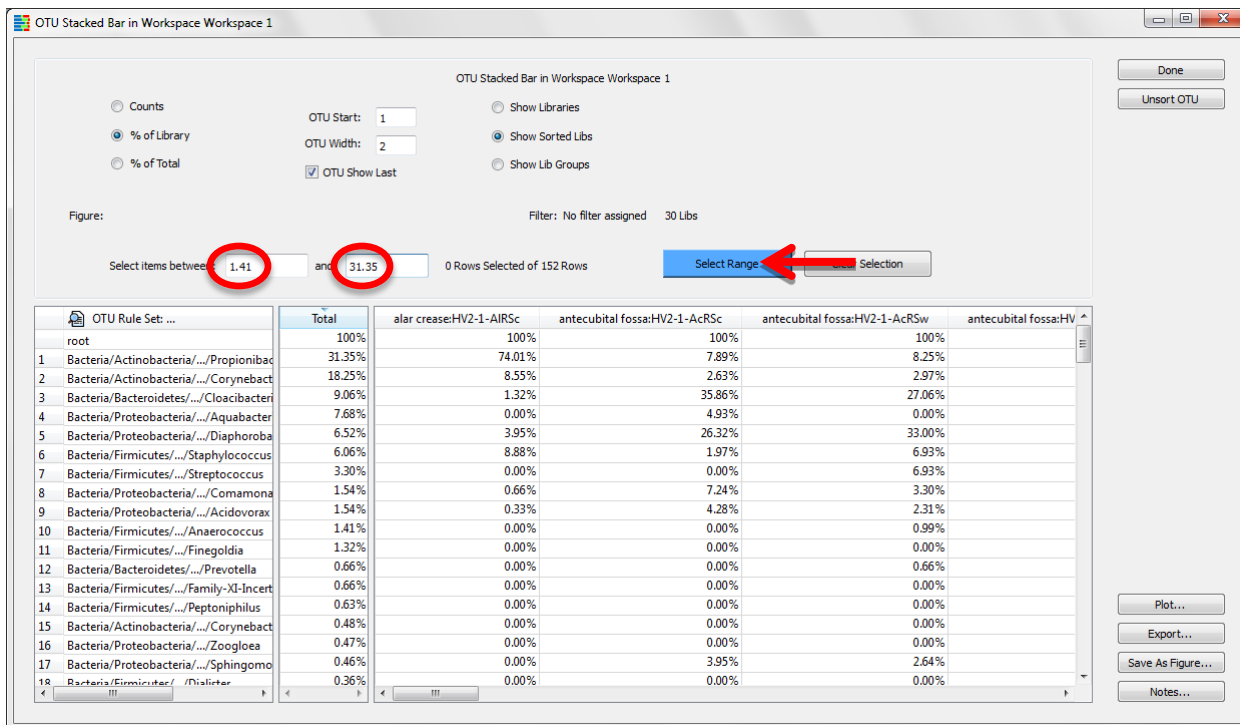 OTU Stacked Bar in Workspace Workspace 1
OTU Stacked Bar in Workspace Workspace 1
Done
Unsort OTU
Counts
OTU Start: 1
Show Libraries
% of Library
OTU Width: 2
Show Sorted Libs
% of Total
OTU Show Last
Show Lib Groups
Figure:
Filter: No filter assigned 30 Libs
Select items between: 1.41 and 31.35 0 Rows Selected of 152 Rows Select Range Selection
OTU Rule Set: ... Total alar crease:HV2-1-AlRSc antecubital fossa:HV2-1-AcRSc antecubital fossa:HV2-1-AcRSw antecubital fossa:HV
root 100% 100% 100% 100%
1 Bacteria/Actinobacteria/.../Propionibac 31.35% 74.01% 7.89% 8.25%
2 Bacteria/Actinobacteria/.../Corynebact 18.25% 8.55% 2.63% 2.97%
3 Bacteria/Bacteroidetes/.../Cloacibacteri 9.06% 1.32% 35.86% 27.06%
4 Bacteria/Proteobacteria/.../Aquabacter 7.68% 0.00% 4.93% 0.00%
5 Bacteria/Proteobacteria/.../Diaphoroba 6.52% 3.95% 26.32% 33.00%
6 Bacteria/Firmicutes/.../Staphylococcus 6.06% 8.88% 1.97% 6.93%
7 Bacteria/Firmicutes/.../Streptococcus 3.30% 0.00% 0.00% 6.93%
8 Bacteria/Proteobacteria/.../Comamona 1.54% 0.66% 7.24% 3.30%
9 Bacteria/Proteobacteria/.../Acidovorax 1.54% 0.33% 4.28% 2.31%
10 Bacteria/Firmicutes/.../Anaerococcus 1.41% 0.00% 0.00% 0.99%
11 Bacteria/Firmicutes/.../Finegoldia 1.32% 0.00% 0.00% 0.00%
12 Bacteria/Bacteroidetes/.../Prevotella 0.66% 0.00% 0.00% 0.66%
13 Bacteria/Firmicutes/.../Family-XI-Incert 0.66% 0.00% 0.00% 0.00%
14 Bacteria/Firmicutes/.../Peptoniphilus 0.63% 0.00% 0.00% 0.00%
15 Bacteria/Actinobacteria/.../Corynebact 0.48% 0.00% 0.00% 0.00%
16 Bacteria/Proteobacteria/.../Zoogloea 0.47% 0.00% 0.00% 0.00%
17 Bacteria/Proteobacteria/.../Sphingomo 0.46% 0.00% 3.95% 2.64%
18 Bacteria/Firmicutes/.../Dialister 0.36% 0.00% 0.00% 0.00%
Plot...
Export...
Save As Figure...
Notes...